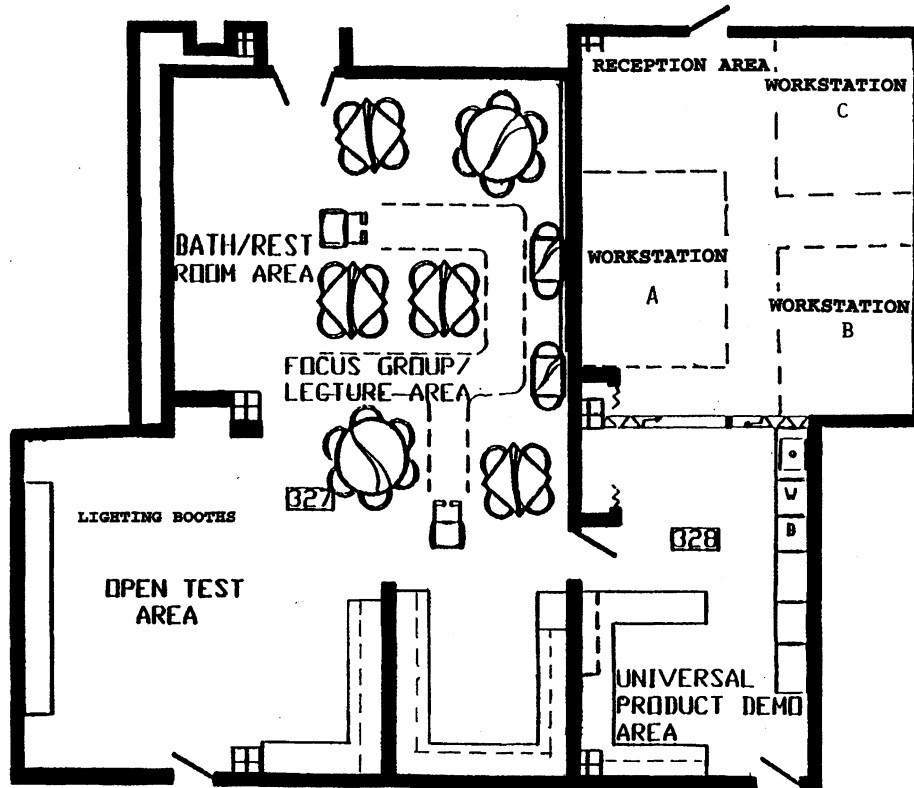 RECEPTION AREA
WORKSTATION
C
BATH/REST
ROOM AREA
WORKSTATION
A
WORKSTATION
B
FOCUS GROUP/
LEGTURE AREA
327
LIGHTING BOOTHS
W
B
328
OPEN TEST
AREA
UNIVERSAL
PRODUCT DEMO
AREA